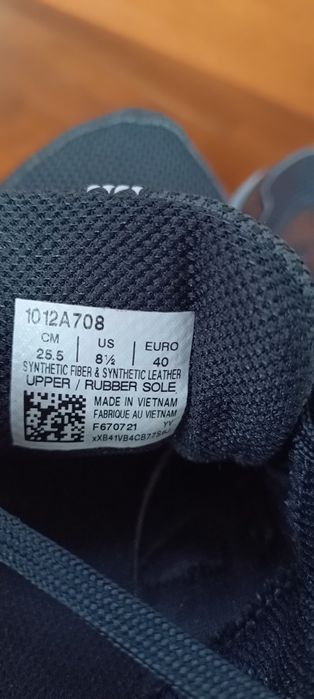 1012A708
CM | US | EURO
25.5 | 8½ | 40
SYNTHETIC FIBER & SYNTHETIC LEATHER
UPPER / RUBBER SOLE
MADE IN VIETNAM
FABRIQUE AU VIETNAM
F670721 YV